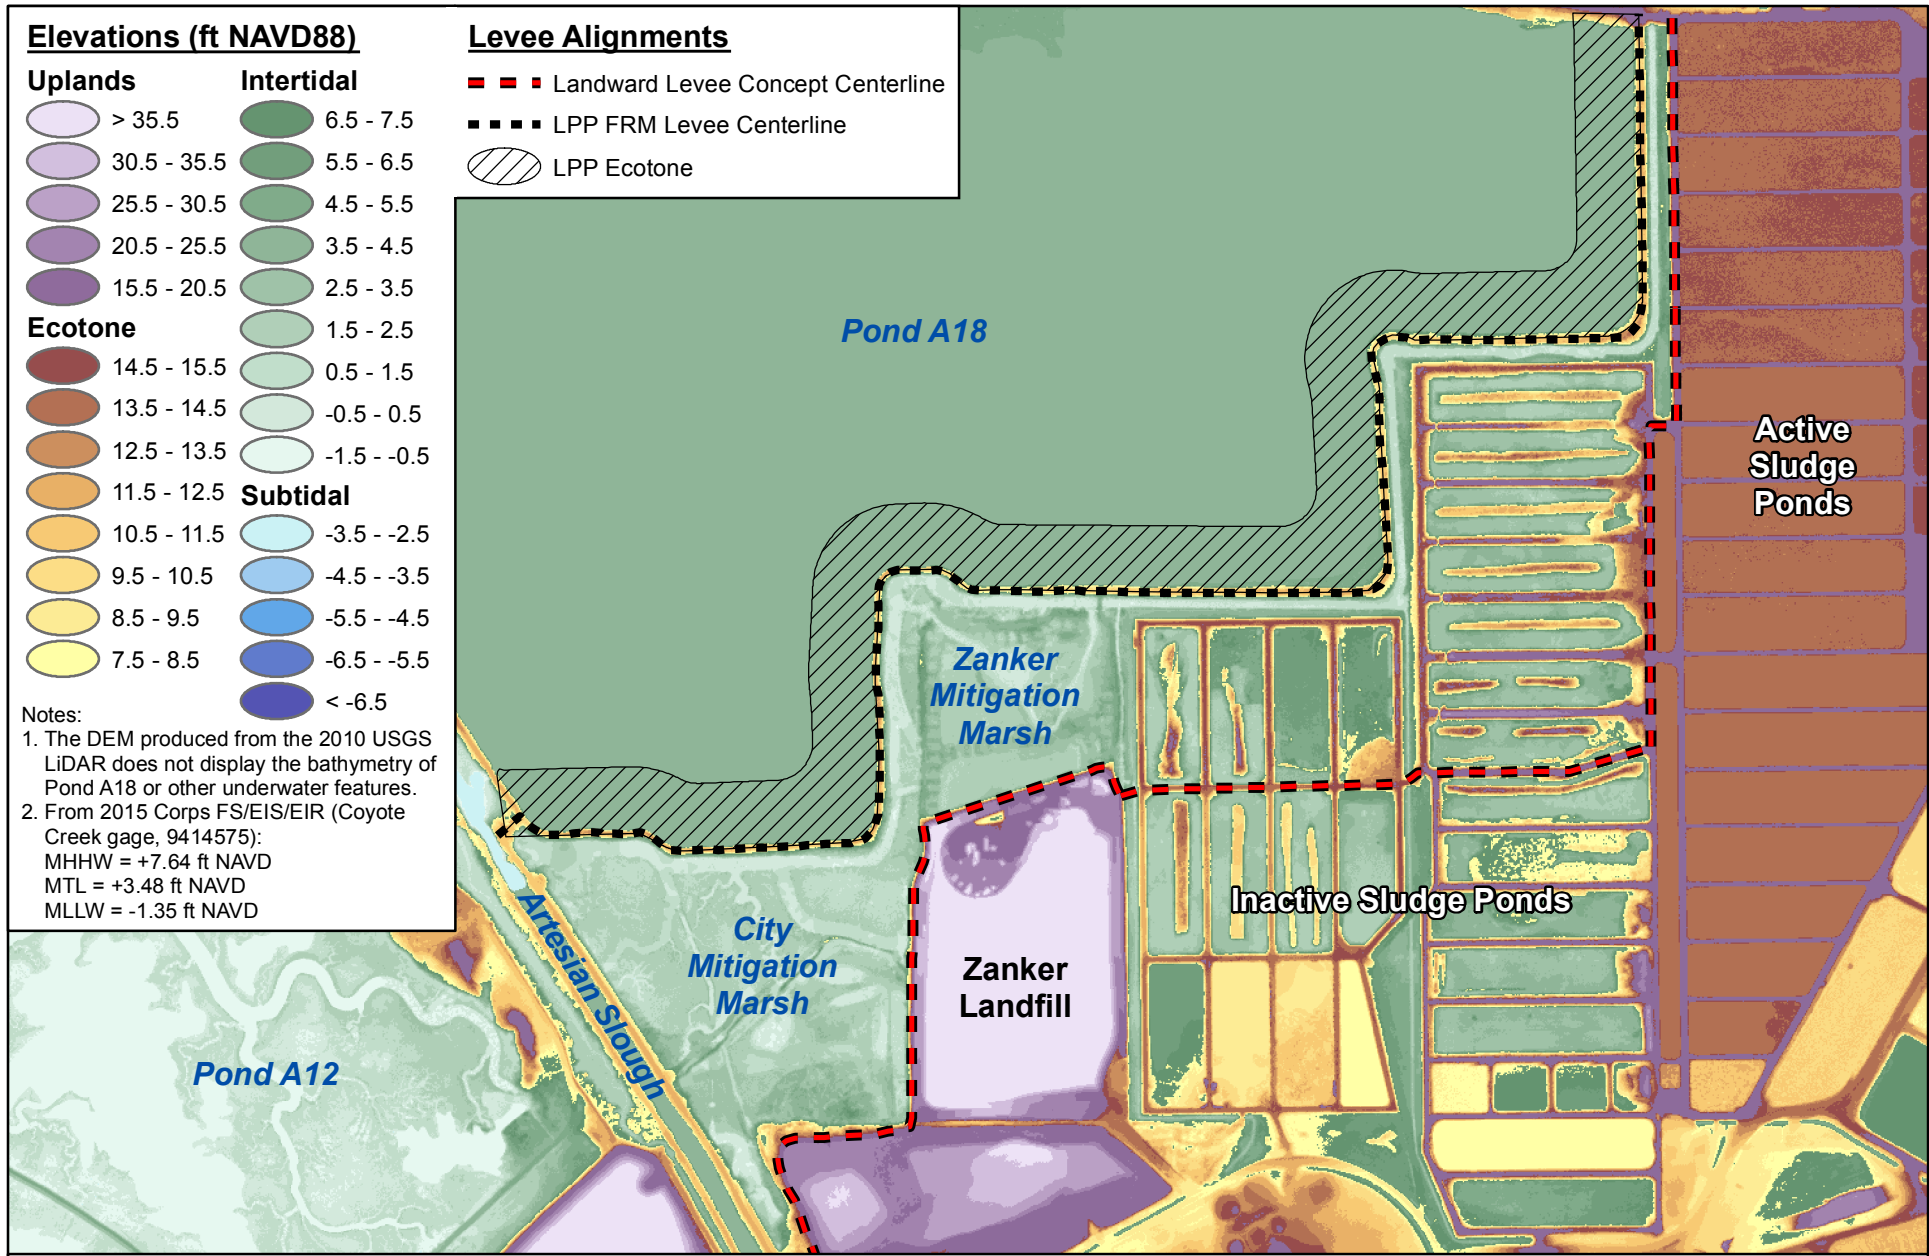 Elevations (ft NAVD88)
Uplands
> 35.5
30.5 - 35.5
25.5 - 30.5
20.5 - 25.5
15.5 - 20.5
Ecotone
14.5 - 15.5
13.5 - 14.5
12.5 - 13.5
11.5 - 12.5
10.5 - 11.5
9.5 - 10.5
8.5 - 9.5
7.5 - 8.5
Intertidal
6.5 - 7.5
5.5 - 6.5
4.5 - 5.5
3.5 - 4.5
2.5 - 3.5
1.5 - 2.5
0.5 - 1.5
-0.5 - 0.5
-1.5 - -0.5
Subtidal
-3.5 - -2.5
-4.5 - -3.5
-5.5 - -4.5
-6.5 - -5.5
< -6.5
Notes:
1. The DEM produced from the 2010 USGS
LiDAR does not display the bathymetry of
Pond A18 or other underwater features.
2. From 2015 Corps FS/EIS/EIR (Coyote
Creek gage, 9414575):
MHHW = +7.64 ft NAVD
MTL = +3.48 ft NAVD
MLLW = -1.35 ft NAVD
Levee Alignments
Landward Levee Concept Centerline
LPP FRM Levee Centerline
LPP Ecotone
Pond A18
Active
Sludge
Ponds
Zanker
Mitigation
Marsh
Inactive Sludge Ponds
City
Mitigation
Marsh
Zanker
Landfill
Artesian Slough
Pond A12